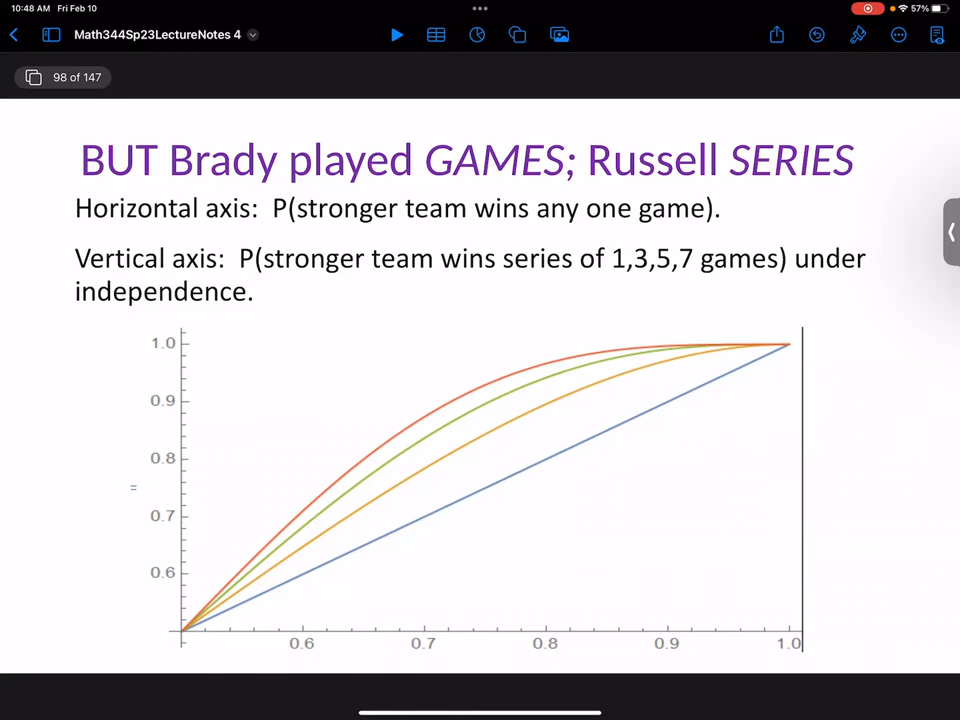 10:48 AM Fri Feb 10
57%
Math344Sp23LectureNotes 4
98 of 147
BUT Brady played GAMES; Russell SERIES
Horizontal axis: P(stronger team wins any one game).
Vertical axis: P(stronger team wins series of 1,3,5,7 games) under
independence.
1.0
0.9
0.8
=
0.7
0.6
0.6 0.7 0.8 0.9 1.0